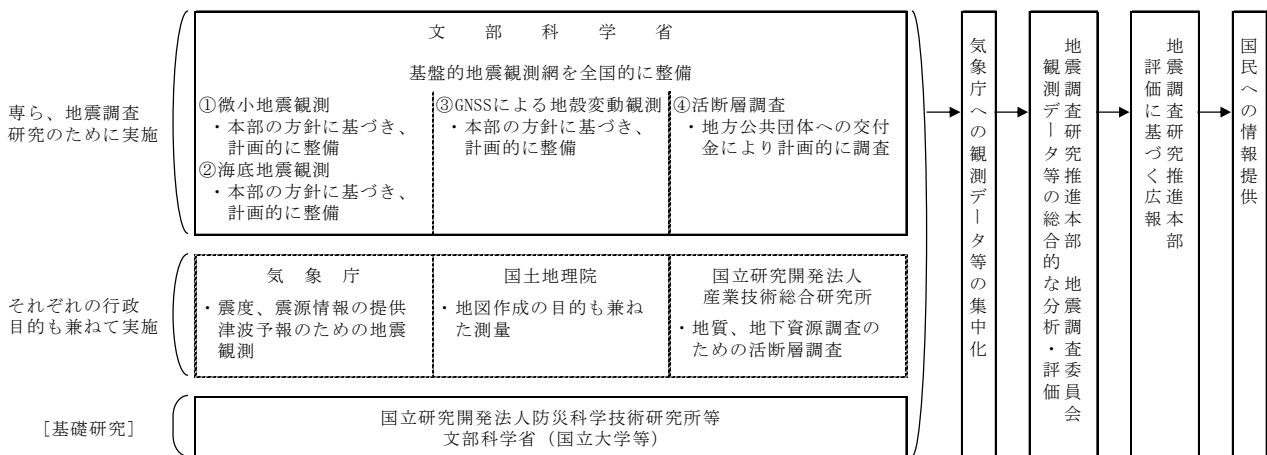 専ら、地震調査
研究のために実施
文部科学省
基盤的地震観測網を全国的に整備
①微小地震観測
・本部の方針に基づき、
計画的に整備
②海底地震観測
・本部の方針に基づき、
計画的に整備
③GNSSによる地殻変動観測
・本部の方針に基づき、
計画的に整備
④活断層調査
・地方公共団体への交付
金により計画的に調査
それぞれの行政
目的も兼ねて実施
気象庁
・震度、震源情報の提供
津波予報のための地震
観測
国土地理院
・地図作成の目的も兼ね
た測量
国立研究開発法人
産業技術総合研究所
・地質、地下資源調査の
ための活断層調査
[基礎研究]
国立研究開発法人防災科学技術研究所等
文部科学省（国立大学等）
気象庁への観測データ等の集中化
地震調査研究推進本部 地震調査委員会
観測データ等の総合的な分析・評価
地震調査研究推進本部
評価に基づく広報
国民への情報提供